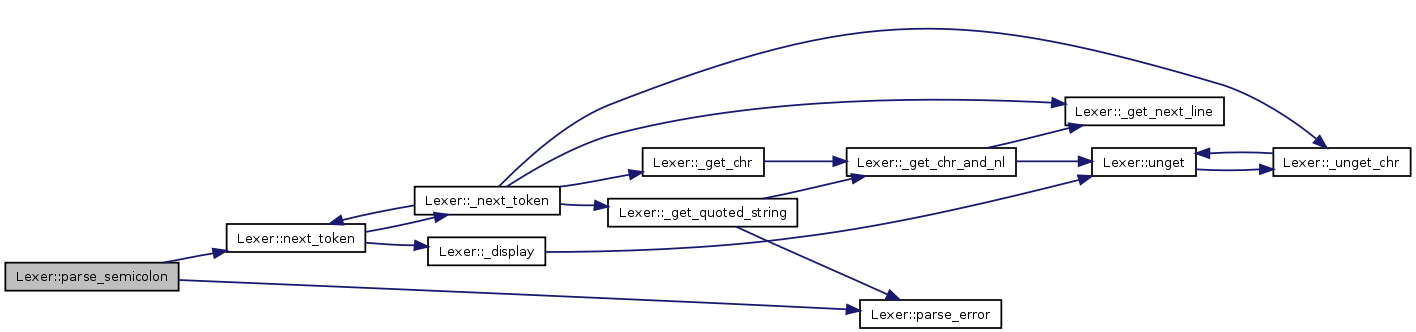 Lexer::_get_next_line
Lexer::_get_chr
Lexer::_get_chr_and_nl
Lexer::unget
Lexer::_unget_chr
Lexer::_next_token
Lexer::_get_quoted_string
Lexer::next_token
Lexer::_display
Lexer::parse_semicolon
Lexer::parse_error